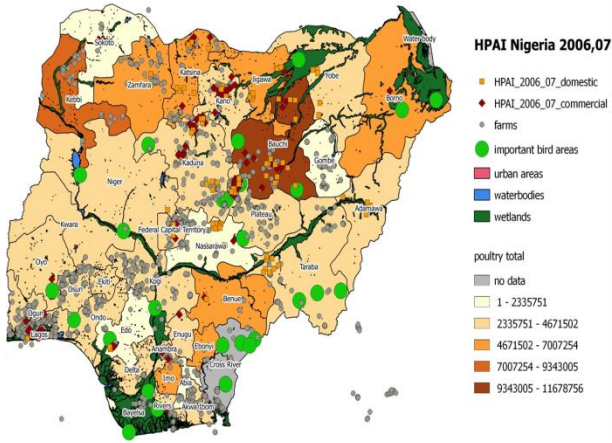 HPAI Nigeria 2006,07
HPAI_2006_07_domestic
HPAI_2006_07_commercial
farms
important bird areas
urban areas
waterbodies
wetlands
poultry total
no data
1 - 2335751
2335751 - 4671502
4671502 - 7007254
7007254 - 9343005
9343005 - 11678756
Water body
Sokoto
Katsina
Jigawa
Yobe
Zamfara
Kano
Borno
Kebbi
Bauchi
Kaduna
Gombe
Niger
Adamawa
Plateau
Federal Capital Territory
Kwara
Nassarawa
Taraba
Oyo
Ekiti
Kogi
Osun
Benue
Ogun
Ondo
Edo
Enugu
Lagos
Anambra
Ebonyi
Cross River
Delta
Imo
Abia
Rivers
Akwa Ibom
Bayelsa